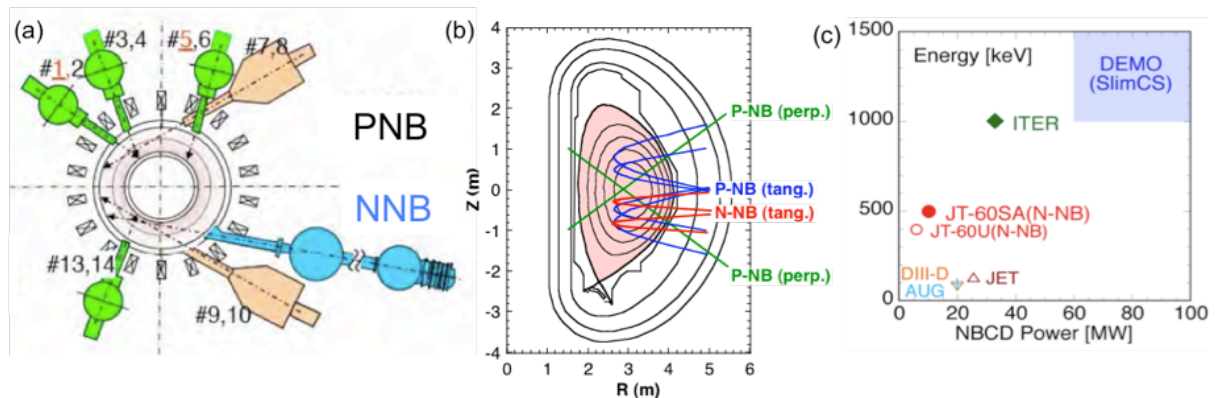 (a)
#1,2
#3,4
#5,6
#7,8
PNB
NNB
#13,14
#9,10
(b)
4
3
2
1
0
-1
-2
-3
-4
Z (m)
0 1 2 3 4 5 6
R (m)
P-NB (perp.)
P-NB (tang.)
N-NB (tang.)
P-NB (perp.)
(c)
1500
1000
500
0
Energy [keV]
DEMO
(SlimCS)
ITER
JT-60SA(N-NB)
JT-60U(N-NB)
DIII-D
AUG
JET
0 20 40 60 80 100
NBCD Power [MW]